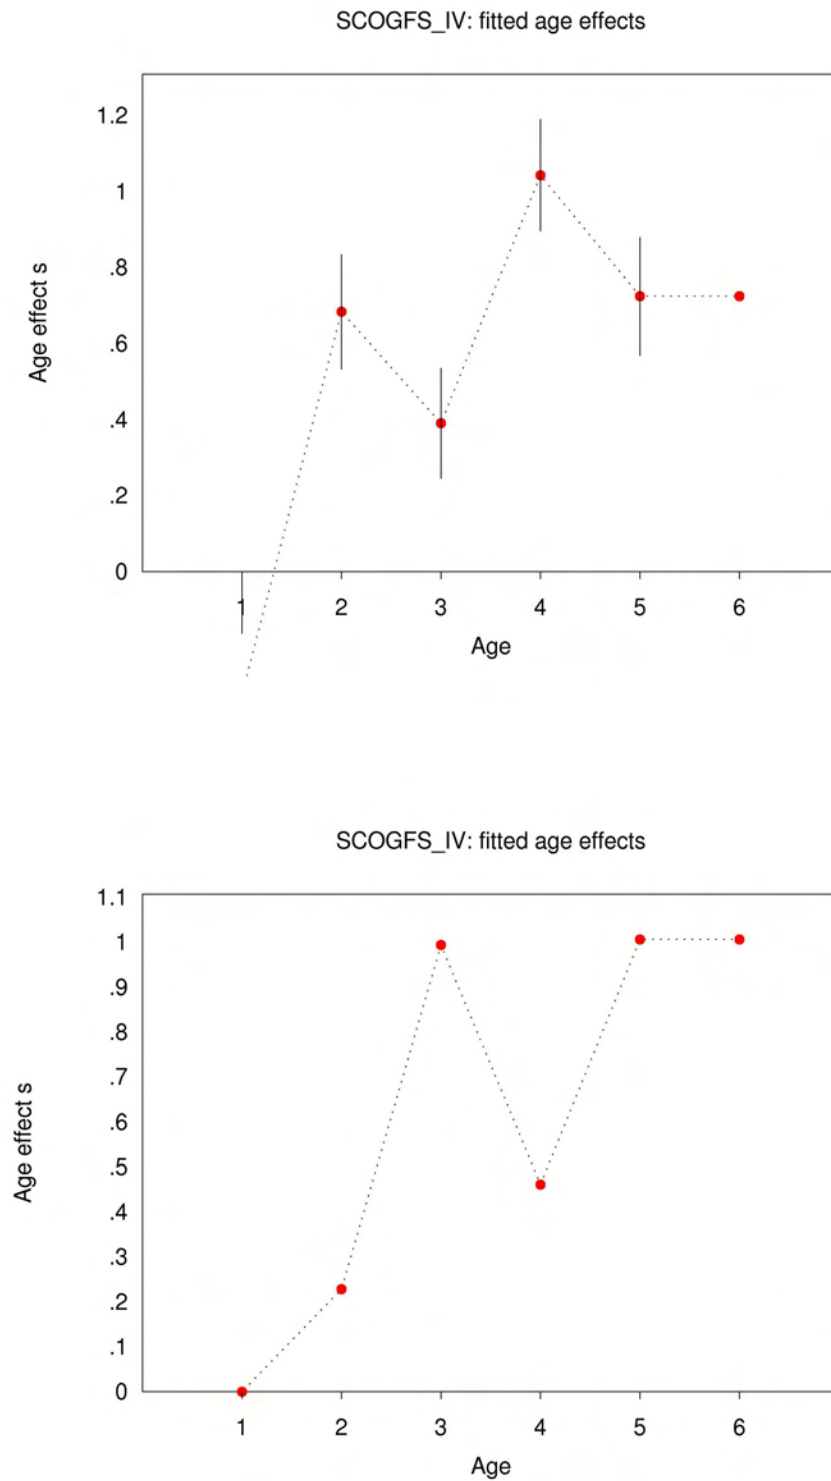 SCOGFS_IV: fitted age effects
1.2
1
.8
.6
.4
.2
0
Age effect s
1 2 3 4 5 6
Age
SCOGFS_IV: fitted age effects
1.1
1
.9
.8
.7
.6
.5
.4
.3
.2
.1
0
Age effect s
1 2 3 4 5 6
Age